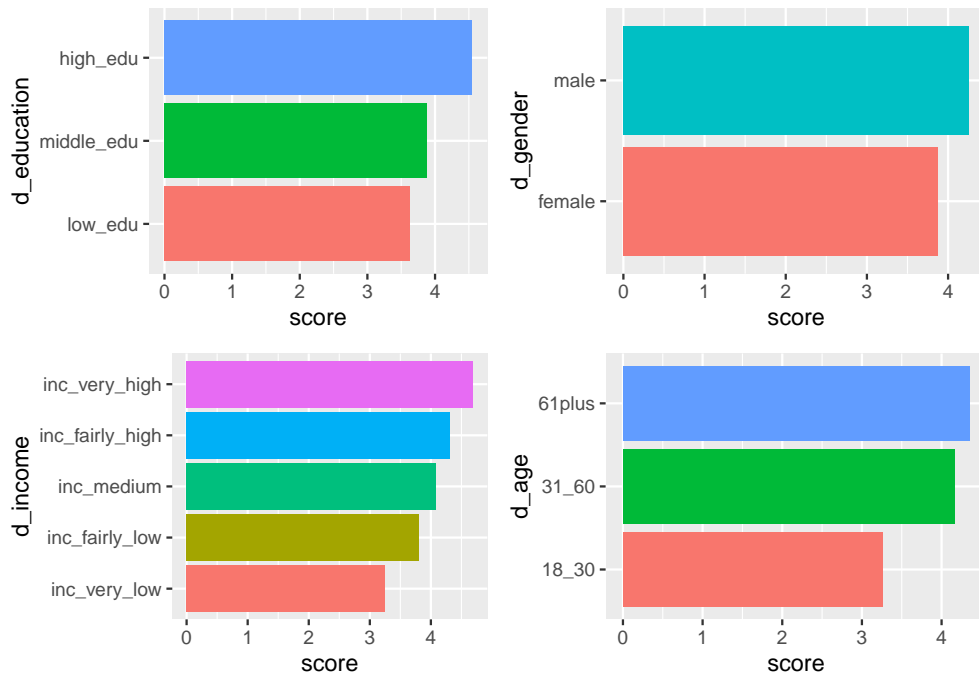 d_education
high_edu
middle_edu
low_edu
0 1 2 3 4
score
d_gender
male
female
0 1 2 3 4
score
d_income
inc_very_high
inc_fairly_high
inc_medium
inc_fairly_low
inc_very_low
0 1 2 3 4
score
d_age
61plus
31_60
18_30
0 1 2 3 4
score